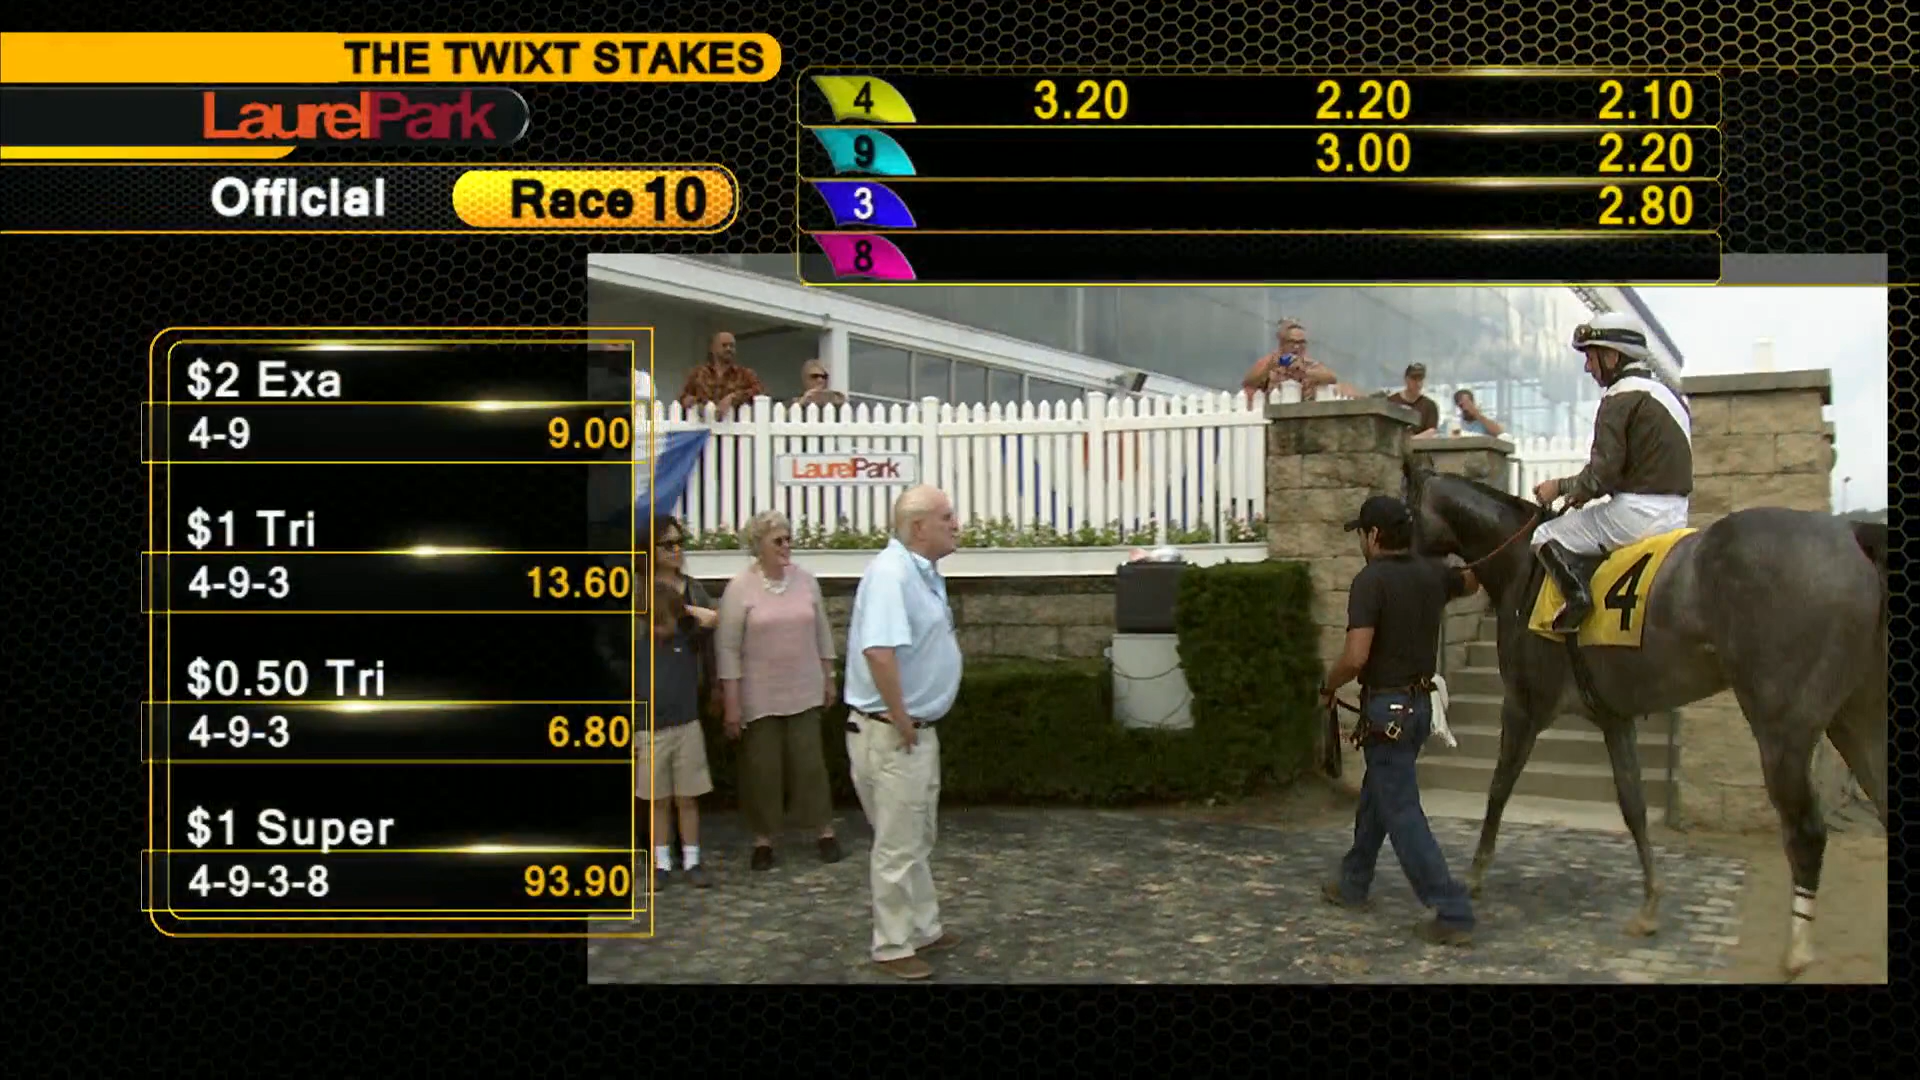 THE TWIXT STAKES
LaurelPark
Official Race 10
4 3.20 2.20 2.10
9 3.00 2.20
3 2.80
8
$2 Exa
4-9 9.00
$1 Tri
4-9-3 13.60
$0.50 Tri
4-9-3 6.80
$1 Super
4-9-3-8 93.90
LaurelPark
4